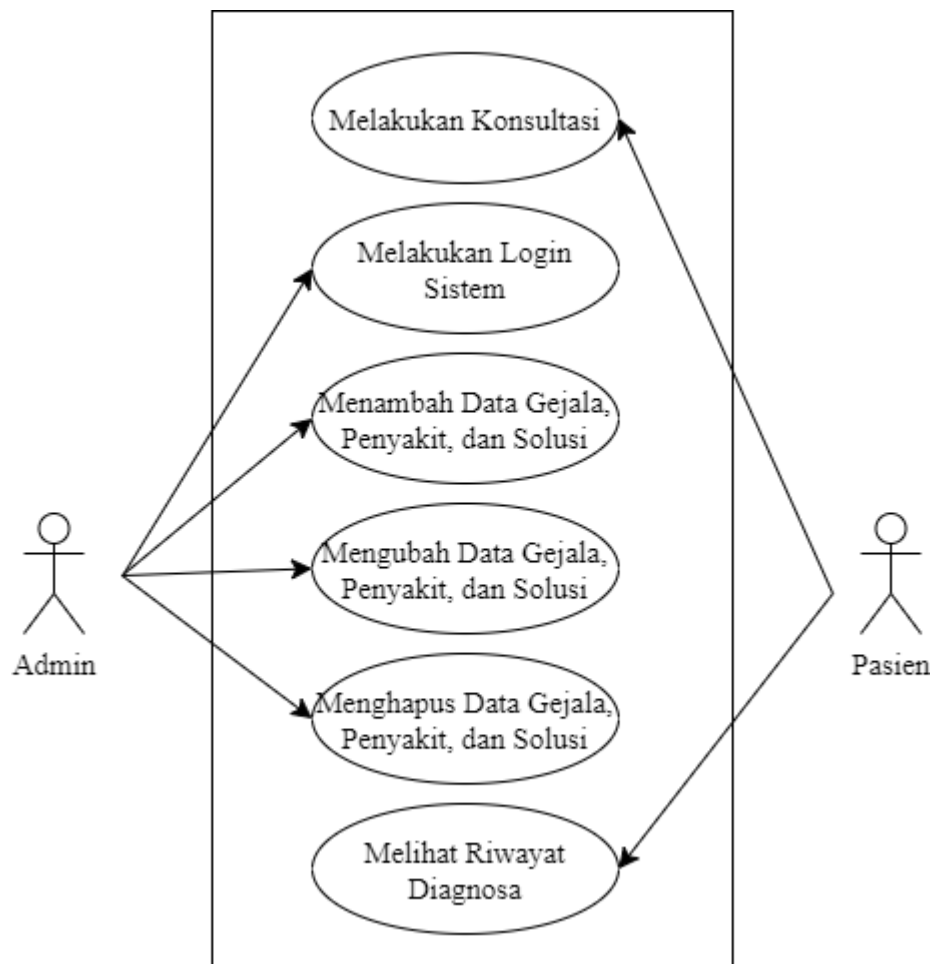 Melakukan Konsultasi
Melakukan Login
Sistem
Menambah Data Gejala,
Penyakit, dan Solusi
Mengubah Data Gejala,
Penyakit, dan Solusi
Admin
Pasien
Menghapus Data Gejala,
Penyakit, dan Solusi
Melihat Riwayat
Diagnosa